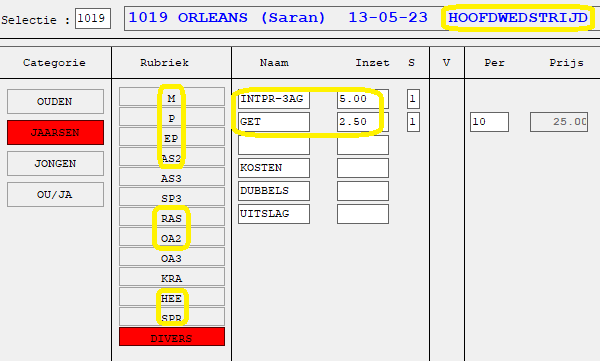 Selectie : 1019 1019 ORLEANS (Saran) 13-05-23 HOOFDWEDSTRIJD
Categorie Rubriek Naam Inzet S V Per Prijs
OUDEN
JAARSEN
JONGEN
OU/JA
M
P
EP
AS2
AS3
SP3
RAS
OA2
OA3
KRA
HEE
SPR
DIVERS
INTPR-3AG 5.00 1
GET 2.50 1 10 25.00
KOSTEN
DUBBELS
UITSLAG